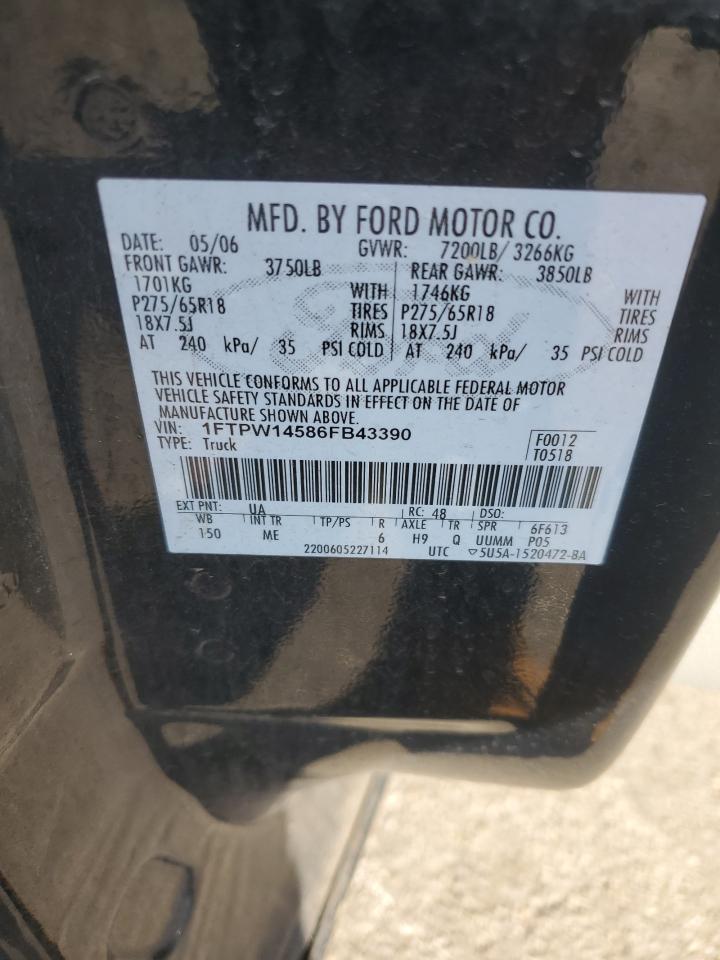 MFD. BY FORD MOTOR CO.
DATE: 05/06 GVWR: 7200LB/ 3266KG
FRONT GAWR: 3750LB REAR GAWR: 3850LB
1701KG WITH 1746KG WITH
P275/65R18 TIRES P275/65R18 TIRES
18X7.5J RIMS 18X7.5J RIMS
AT 240 kPa/ 35 PSI COLD AT 240 kPa/ 35 PSI COLD
THIS VEHICLE CONFORMS TO ALL APPLICABLE FEDERAL MOTOR
VEHICLE SAFETY STANDARDS IN EFFECT ON THE DATE OF
MANUFACTURE SHOWN ABOVE.
VIN: 1FTPW14586FB43390 F0012
TYPE: Truck T0518
EXT PNT: UA RC: 48 DSO:
WB INT TR TP/PS R AXLE TR SPR 6F613
150 ME 6 H9 Q UUMM P05
2200605227114 UTC ▽5U5A-1520472-BA
Ford